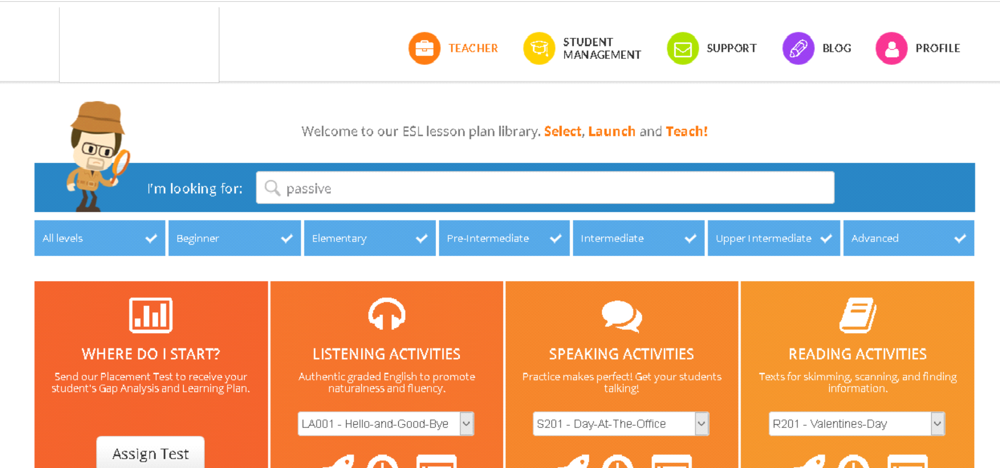 TEACHER
STUDENT
MANAGEMENT
SUPPORT
BLOG
PROFILE
Welcome to our ESL lesson plan library. Select, Launch and Teach!
I'm looking for:
passive
All levels
Beginner
Elementary
Pre-Intermediate
Intermediate
Upper Intermediate
Advanced
WHERE DO I START?
Send our Placement Test to receive your
student's Gap Analysis and Learning Plan.
Assign Test
LISTENING ACTIVITIES
Authentic graded English to promote
naturalness and fluency.
LA001 - Hello-and-Good-Bye
SPEAKING ACTIVITIES
Practice makes perfect! Get your students
talking!
S201 - Day-At-The-Office
READING ACTIVITIES
Texts for skimming, scanning, and finding
information.
R201 - Valentines-Day